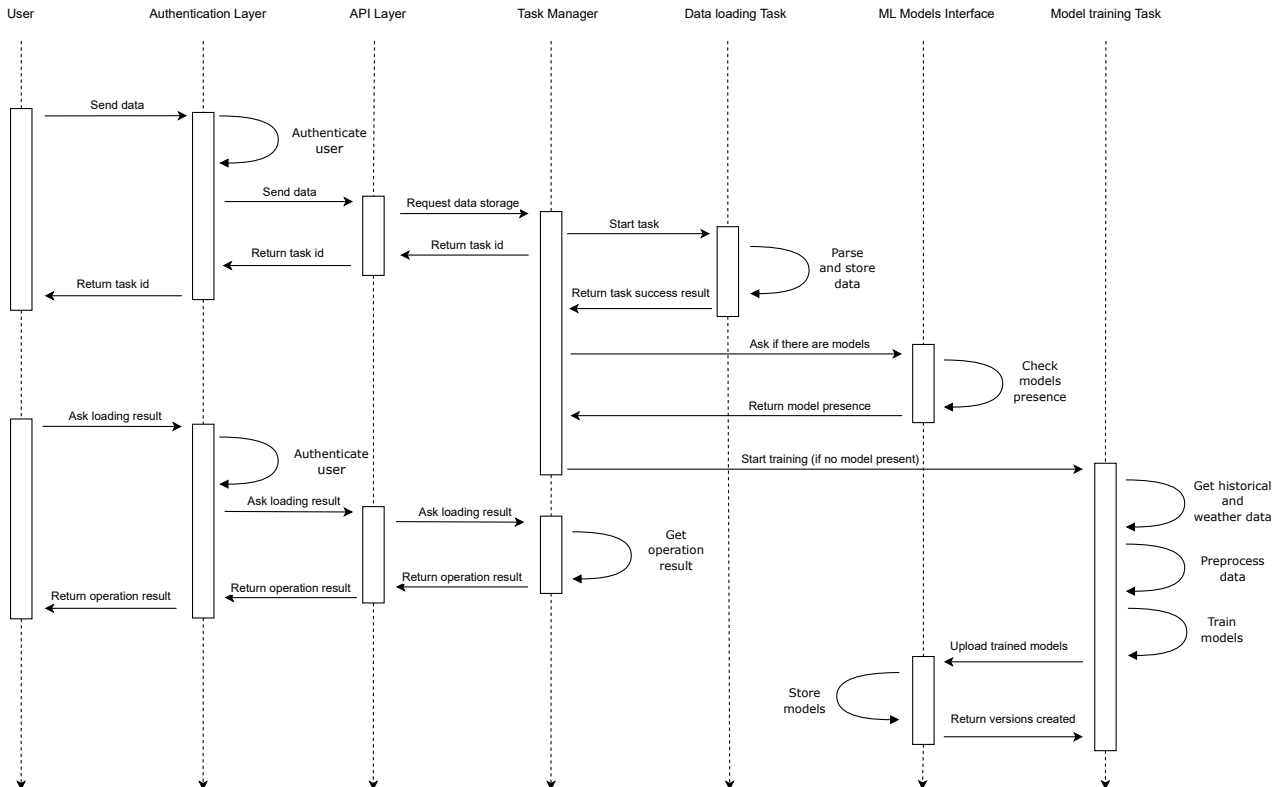 User
Authentication Layer
API Layer
Task Manager
Data loading Task
ML Models Interface
Model training Task
Send data
Authenticate
user
Send data
Request data storage
Start task
Return task id
Return task id
Return task id
Parse
and store
data
Return task success result
Ask if there are models
Check
models
presence
Return model presence
Ask loading result
Authenticate
user
Start training (if no model present)
Get historical
and
weather data
Ask loading result
Ask loading result
Get
operation
result
Preprocess
data
Return operation result
Return operation result
Return operation result
Train
models
Upload trained models
Store
models
Return versions created